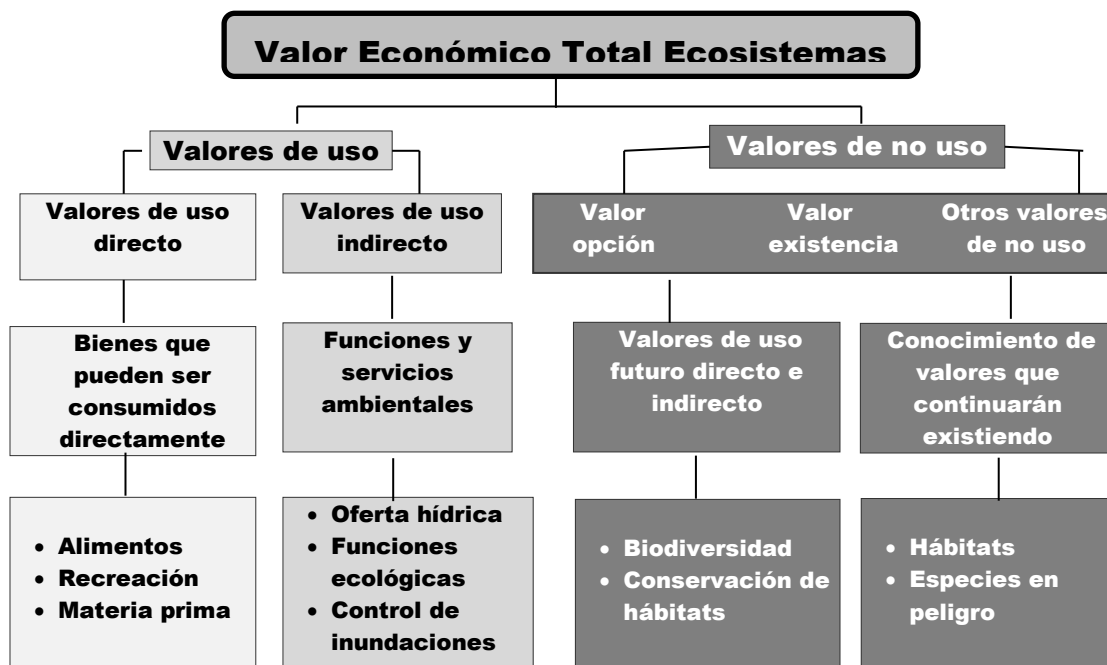 Valor Económico Total Ecosistemas
Valores de uso
Valores de no uso
Valores de uso
directo
Valores de uso
indirecto
Valor
opción
Valor
existencia
Otros valores
de no uso
Bienes que
pueden ser
consumidos
directamente
Funciones y
servicios
ambientales
Valores de uso
futuro directo e
indirecto
Conocimiento de
valores que
continuarán
existiendo
• Alimentos
• Recreación
• Materia prima
• Oferta hídrica
• Funciones
ecológicas
• Control de
inundaciones
• Biodiversidad
• Conservación de
hábitats
• Hábitats
• Especies en
peligro